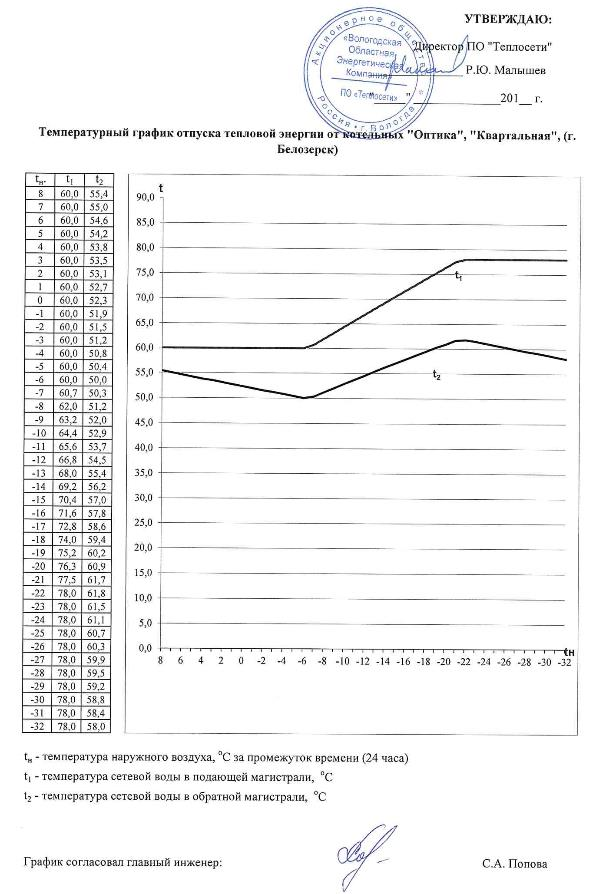 УТВЕРЖДАЮ:
Директор ПО "Теплосети"
Р.Ю. Малышев
"_____" ______________201__ г.
Акционерное общество
«Вологодская
Областная
Энергетическая
Компания»
ПО «Теплосети»
Россия • г. Вологда
Температурный график отпуска тепловой энергии от котельных "Оптика", "Квартальная", (г.
Белозерск)
tн. t1 t2
8 60,0 55,4
7 60,0 55,0
6 60,0 54,6
5 60,0 54,2
4 60,0 53,8
3 60,0 53,5
2 60,0 53,1
1 60,0 52,7
0 60,0 52,3
-1 60,0 51,9
-2 60,0 51,5
-3 60,0 51,2
-4 60,0 50,8
-5 60,0 50,4
-6 60,0 50,0
-7 60,7 50,3
-8 62,0 51,2
-9 63,2 52,0
-10 64,4 52,9
-11 65,6 53,7
-12 66,8 54,5
-13 68,0 55,4
-14 69,2 56,2
-15 70,4 57,0
-16 71,6 57,8
-17 72,8 58,6
-18 74,0 59,4
-19 75,2 60,2
-20 76,3 60,9
-21 77,5 61,7
-22 78,0 61,8
-23 78,0 61,5
-24 78,0 61,1
-25 78,0 60,7
-26 78,0 60,3
-27 78,0 59,9
-28 78,0 59,5
-29 78,0 59,2
-30 78,0 58,8
-31 78,0 58,4
-32 78,0 58,0
t
90,0
85,0
80,0
75,0
70,0
65,0
60,0
55,0
50,0
45,0
40,0
35,0
30,0
25,0
20,0
15,0
10,0
5,0
0,0
t1
t2
tн
8 6 4 2 0 -2 -4 -6 -8 -10 -12 -14 -16 -18 -20 -22 -24 -26 -28 -30 -32
tн - температура наружного воздуха, °С за промежуток времени (24 часа)
t1 - температура сетевой воды в подающей магистрали, °С
t2 - температура сетевой воды в обратной магистрали, °С
График согласовал главный инженер:
С.А. Попова